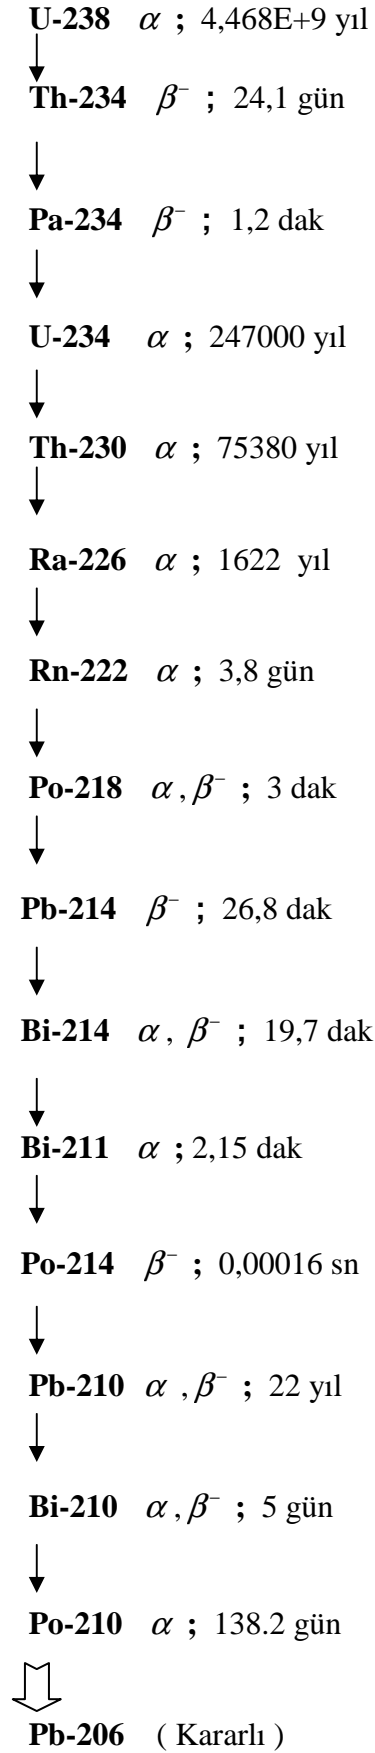 U-238 α ; 4,468E+9 yıl
Th-234 β⁻ ; 24,1 gün
Pa-234 β⁻ ; 1,2 dak
U-234 α ; 247000 yıl
Th-230 α ; 75380 yıl
Ra-226 α ; 1622 yıl
Rn-222 α ; 3,8 gün
Po-218 α , β⁻ ; 3 dak
Pb-214 β⁻ ; 26,8 dak
Bi-214 α , β⁻ ; 19,7 dak
Bi-211 α ; 2,15 dak
Po-214 β⁻ ; 0,00016 sn
Pb-210 α , β⁻ ; 22 yıl
Bi-210 α , β⁻ ; 5 gün
Po-210 α ; 138.2 gün
Pb-206 ( Kararlı )